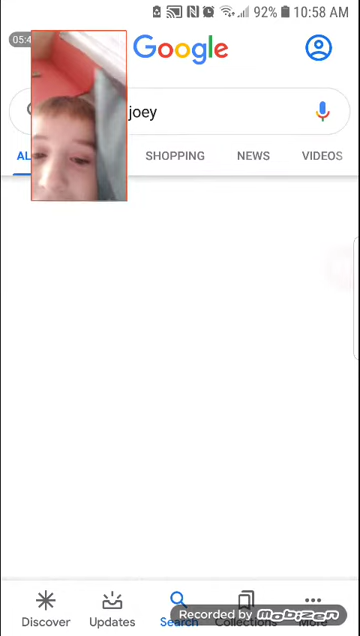 92% 10:58 AM
05:4
Google
joey
AL SHOPPING NEWS VIDEOS
Discover Updates Search Collections More
Recorded by MOBIZEN